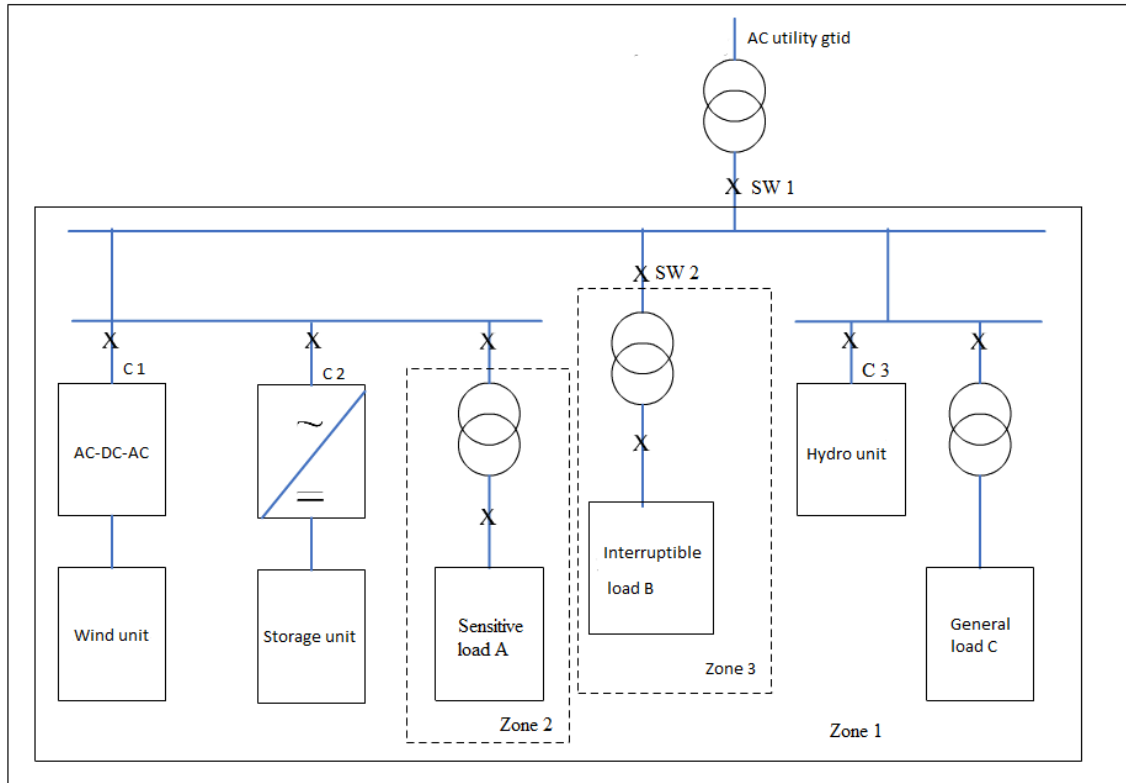 AC utility gtid
X SW 1
X SW 2
X
X
X
X
X
C 1
C 2
C 3
AC-DC-AC
~
=
X
Hydro unit
X
Interruptible
load B
Wind unit
Storage unit
Sensitive
load A
General
load C
Zone 3
Zone 2
Zone 1